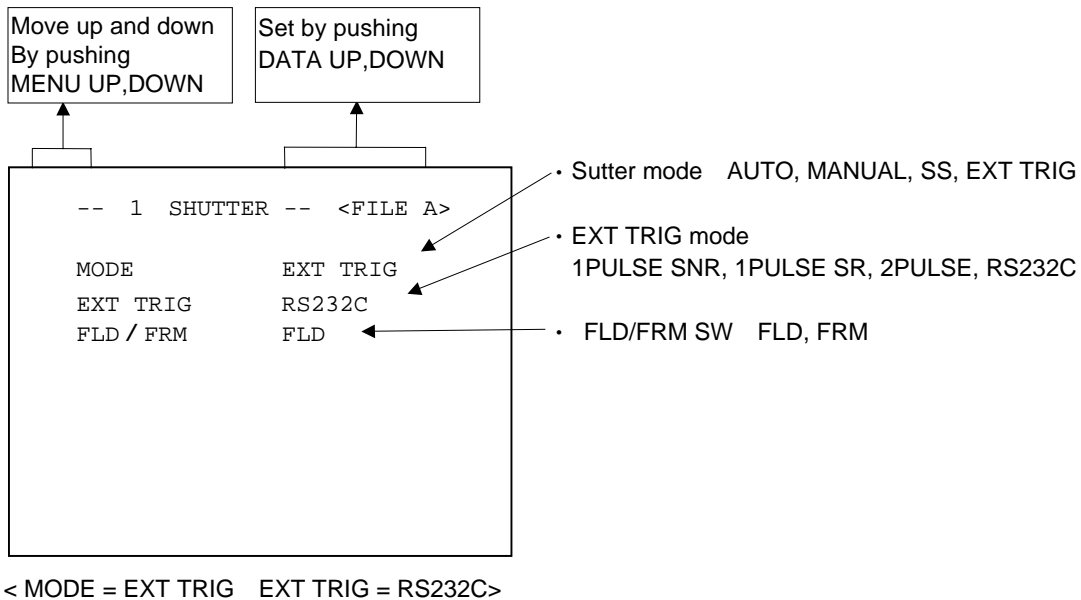 Move up and down
By pushing
MENU UP,DOWN
Set by pushing
DATA UP,DOWN
-- 1 SHUTTER -- <FILE A>
MODE EXT TRIG
EXT TRIG RS232C
FLD / FRM FLD
・ Sutter mode AUTO, MANUAL, SS, EXT TRIG
・ EXT TRIG mode
1PULSE SNR, 1PULSE SR, 2PULSE, RS232C
・ FLD/FRM SW FLD, FRM
< MODE = EXT TRIG EXT TRIG = RS232C>